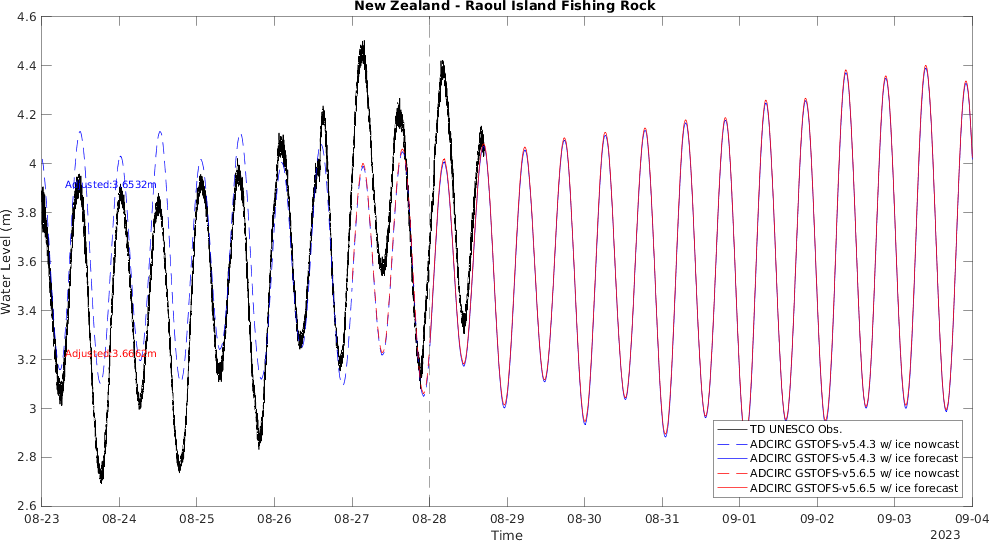 New Zealand - Raoul Island Fishing Rock
4.6
4.4
4.2
4
3.8
3.6
3.4
3.2
3
2.8
2.6
Water Level (m)
Adjusted:3.6532m
Adjusted:3.6662m
TD UNESCO Obs.
ADCIRC GSTOFS-v5.4.3 w/ ice nowcast
ADCIRC GSTOFS-v5.4.3 w/ ice forecast
ADCIRC GSTOFS-v5.6.5 w/ ice nowcast
ADCIRC GSTOFS-v5.6.5 w/ ice forecast
08-23 08-24 08-25 08-26 08-27 08-28 08-29 08-30 08-31 09-01 09-02 09-03 09-04
Time
2023